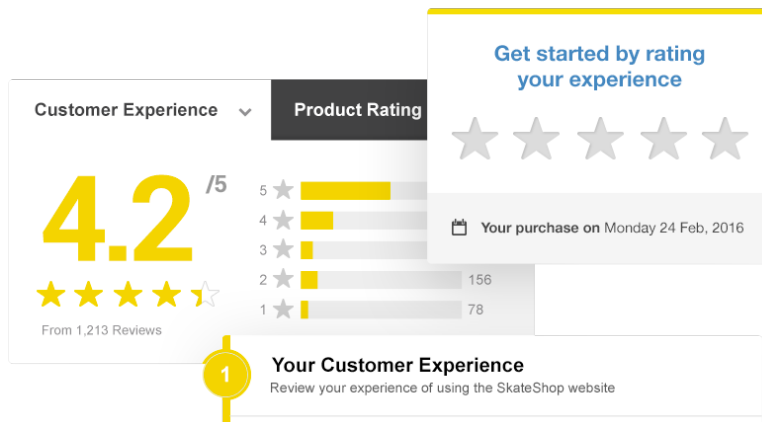 Get started by rating
your experience
Your purchase on Monday 24 Feb, 2016
Customer Experience
Product Rating
4.2 /5
From 1,213 Reviews
5
4
3
2 156
1 78
1
Your Customer Experience
Review your experience of using the SkateShop website